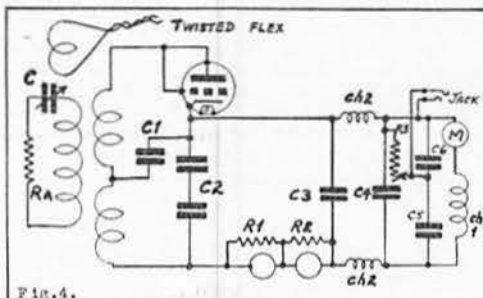 TWISTED FLEX
C
C1
C2
RA
C3
R1
R2
ch2
ch2
C4
R3
JACK
C6
M
C5
ch
1
Fig.4.